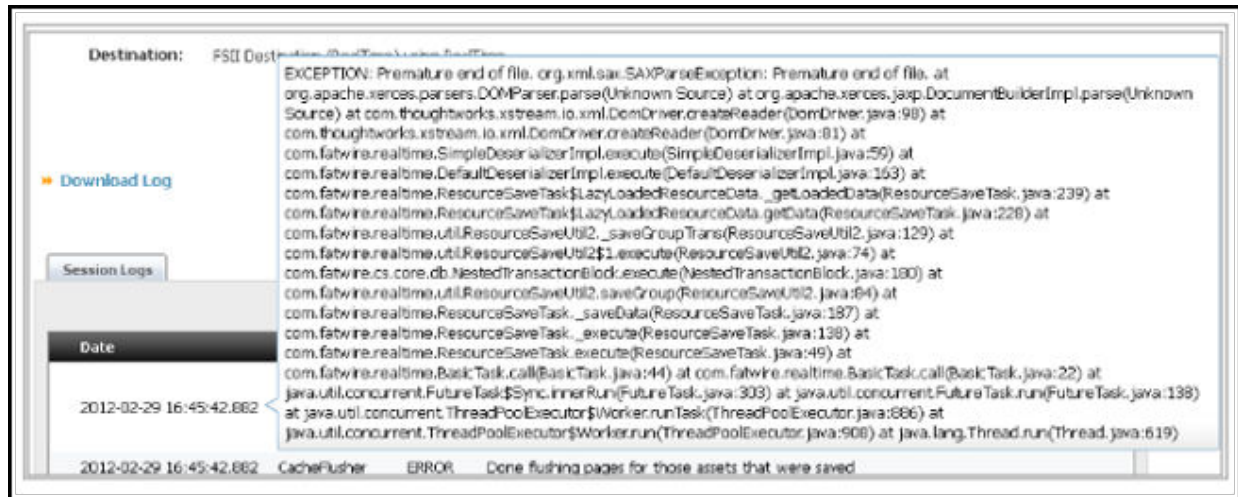 Destination: FSII Destination (RealTime) using RealTime
EXCEPTION: Premature end of file. org.xml.sax.SAXParseException: Premature end of file. at
org.apache.xerces.parsers.DOMParser.parse(Unknown Source) at org.apache.xerces.jaxp.DocumentBuilderImpl.parse(Unknown
Source) at com.thoughtworks.xstream.io.xml.DomDriver.createReader(DomDriver.java:98) at
com.thoughtworks.xstream.io.xml.DomDriver.createReader(DomDriver.java:81) at
com.fatwire.realtime.SimpleDeserializerImpl.execute(SimpleDeserializerImpl.java:59) at
com.fatwire.realtime.DefaultDeserializerImpl.execute(DefaultDeserializerImpl.java:163) at
Download Log
com.fatwire.realtime.ResourceSaveTask$LazyLoadedResourceData._getLoadedData(ResourceSaveTask.java:239) at
com.fatwire.realtime.ResourceSaveTask$LazyLoadedResourceData.getData(ResourceSaveTask.java:228) at
com.fatwire.realtime.util.ResourceSaveUtil2._saveGroupTrans(ResourceSaveUtil2.java:129) at
com.fatwire.realtime.util.ResourceSaveUtil2$1.execute(ResourceSaveUtil2.java:74) at
Session Logs
com.fatwire.cs.core.db.NestedTransactionBlock.execute(NestedTransactionBlock.java:180) at
com.fatwire.realtime.util.ResourceSaveUtil2.saveGroup(ResourceSaveUtil2.java:84) at
com.fatwire.realtime.ResourceSaveTask._saveData(ResourceSaveTask.java:187) at
com.fatwire.realtime.ResourceSaveTask._execute(ResourceSaveTask.java:138) at
Date
com.fatwire.realtime.ResourceSaveTask.execute(ResourceSaveTask.java:49) at
com.fatwire.realtime.BasicTask.call(BasicTask.java:44) at com.fatwire.realtime.BasicTask.call(BasicTask.java:22) at
java.util.concurrent.FutureTask$Sync.innerRun(FutureTask.java:303) at java.util.concurrent.FutureTask.run(FutureTask.java:138)
2012-02-29 16:45:42.882
at java.util.concurrent.ThreadPoolExecutor$Worker.runTask(ThreadPoolExecutor.java:886) at
java.util.concurrent.ThreadPoolExecutor$Worker.run(ThreadPoolExecutor.java:908) at java.lang.Thread.run(Thread.java:619)
2012-02-29 16:45:42.882 CacheFlusher ERROR Done flushing pages for those assets that were saved